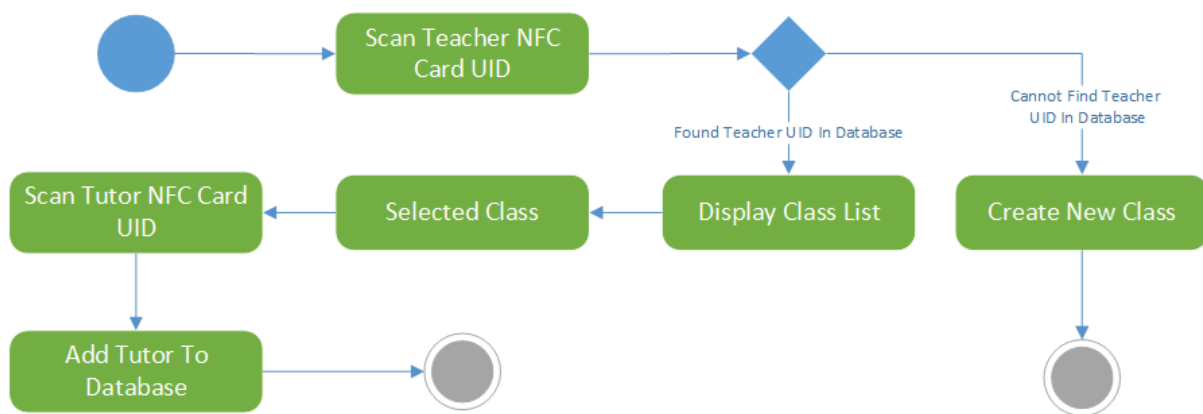 Scan Teacher NFC
Card UID
Cannot Find Teacher
UID In Database
Found Teacher UID In Database
Scan Tutor NFC Card
UID
Selected Class
Display Class List
Create New Class
Add Tutor To
Database